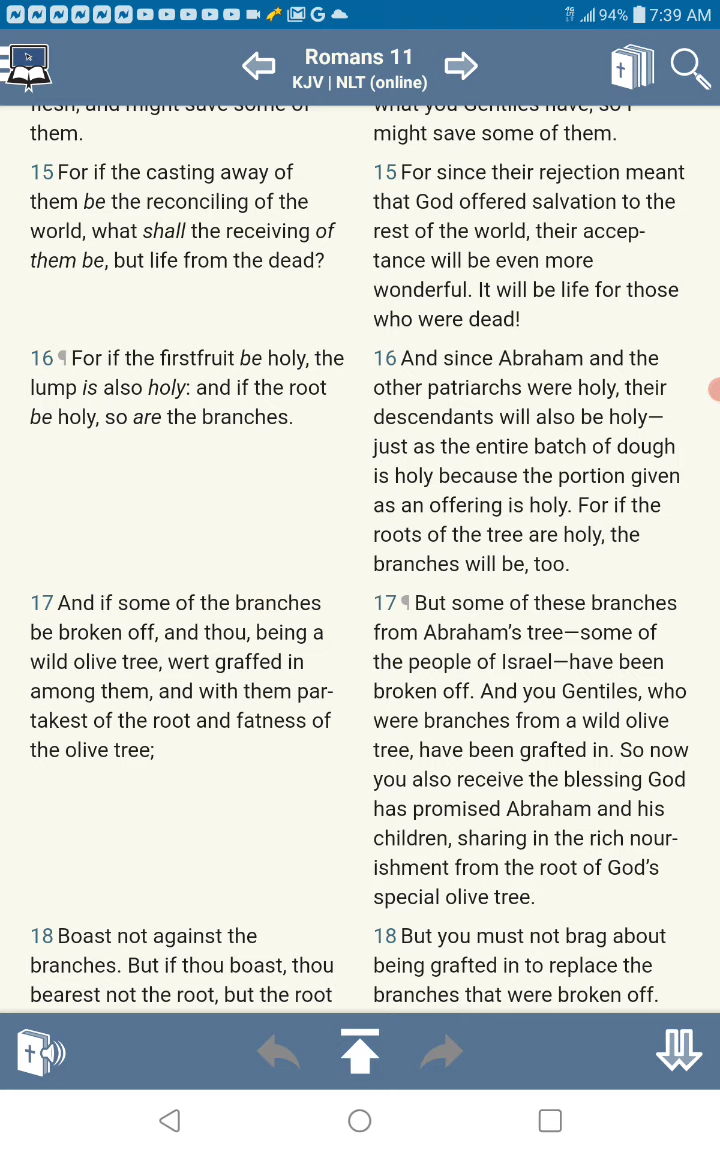 94% 7:39 AM
Romans 11
KJV | NLT (online)
flesh, and might save some of
them.
15 For if the casting away of
them be the reconciling of the
world, what shall the receiving of
them be, but life from the dead?
16 ¶ For if the firstfruit be holy, the
lump is also holy: and if the root
be holy, so are the branches.
17 And if some of the branches
be broken off, and thou, being a
wild olive tree, wert graffed in
among them, and with them par-
takest of the root and fatness of
the olive tree;
18 Boast not against the
branches. But if thou boast, thou
bearest not the root, but the root
what you Gentiles have, so I
might save some of them.
15 For since their rejection meant
that God offered salvation to the
rest of the world, their accep-
tance will be even more
wonderful. It will be life for those
who were dead!
16 And since Abraham and the
other patriarchs were holy, their
descendants will also be holy—
just as the entire batch of dough
is holy because the portion given
as an offering is holy. For if the
roots of the tree are holy, the
branches will be, too.
17 ¶ But some of these branches
from Abraham’s tree—some of
the people of Israel—have been
broken off. And you Gentiles, who
were branches from a wild olive
tree, have been grafted in. So now
you also receive the blessing God
has promised Abraham and his
children, sharing in the rich nour-
ishment from the root of God’s
special olive tree.
18 But you must not brag about
being grafted in to replace the
branches that were broken off.